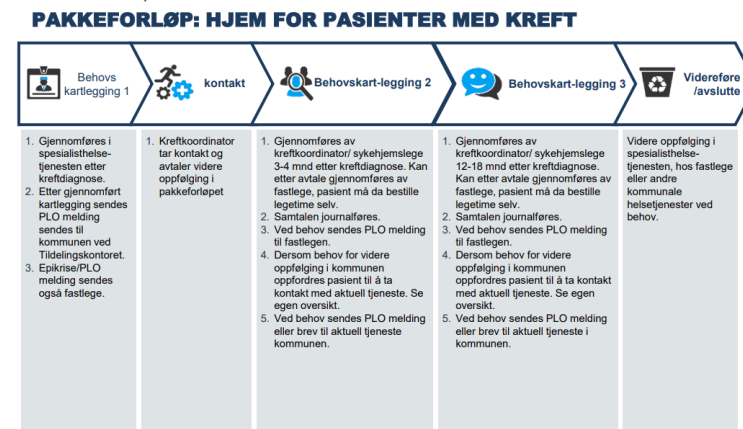 PAKKEFORLØP: HJEM FOR PASIENTER MED KREFT
Behovs
kartlegging 1
kontakt
Behovskart-legging 2
Behovskart-legging 3
Videreføre
/avslutte
1. Gjennomføres i
spesialisthelse-
tjenesten etter
kreftdiagnose.
2. Etter gjennomført
kartlegging sendes
PLO melding
sendes til
kommunen ved
Tildelingskontoret.
3. Epikrise/PLO
melding sendes
også fastlege.
1. Kreftkoordinator
tar kontakt og
avtaler videre
oppfølging i
pakkeforløpet
1. Gjennomføres av
kreftkoordinator/ sykehjemslege
3-4 mnd etter kreftdiagnose. Kan
etter avtale gjennomføres av
fastlege, pasient må da bestille
legetime selv.
2. Samtalen journalføres.
3. Ved behov sendes PLO melding
til fastlegen.
4. Dersom behov for videre
oppfølging i kommunen
oppfordres pasient til å ta
kontakt med aktuell tjeneste. Se
egen oversikt.
5. Ved behov sendes PLO melding
eller brev til aktuell tjeneste
kommunen.
1. Gjennomføres av
kreftkoordinator/ sykehjemslege
12-18 mnd etter kreftdiagnose.
Kan etter avtale gjennomføres av
fastlege, pasient må da bestille
legetime selv.
2. Samtalen journalføres.
3. Ved behov sendes PLO melding
til fastlegen.
4. Dersom behov for videre
oppfølging i kommunen
oppfordres pasient til å ta kontakt
med aktuell tjeneste. Se egen
oversikt.
5. Ved behov sendes PLO melding
eller brev til aktuell tjeneste i
kommunen.
Videre oppfølging i
spesialisthelse-
tjenesten, hos fastlege
eller andre
kommunale
helsetjenester ved
behov.